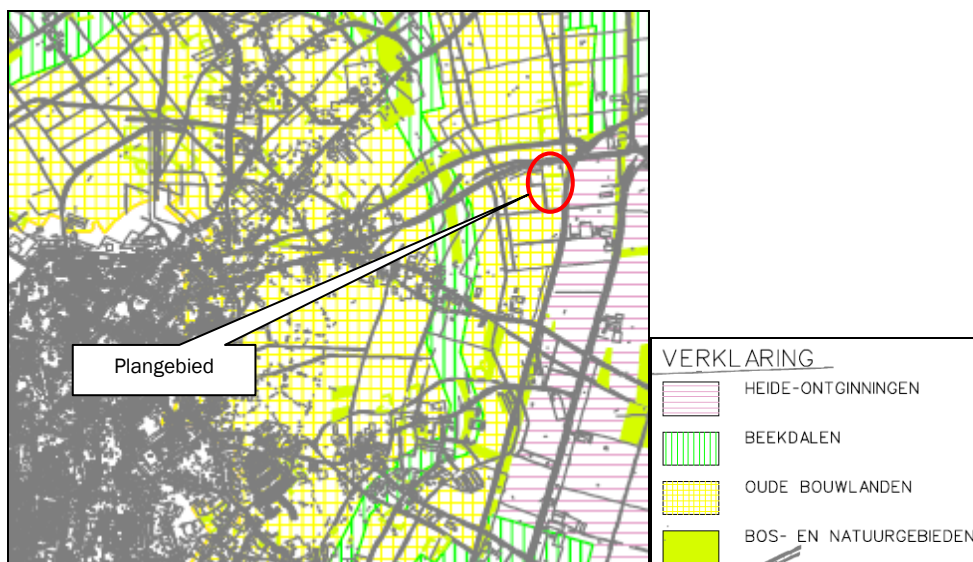 Plangebied
VERKLARING
HEIDE-ONTGINNINGEN
BEEKDALEN
OUDE BOUWLANDEN
BOS- EN NATUURGEBIEDEN